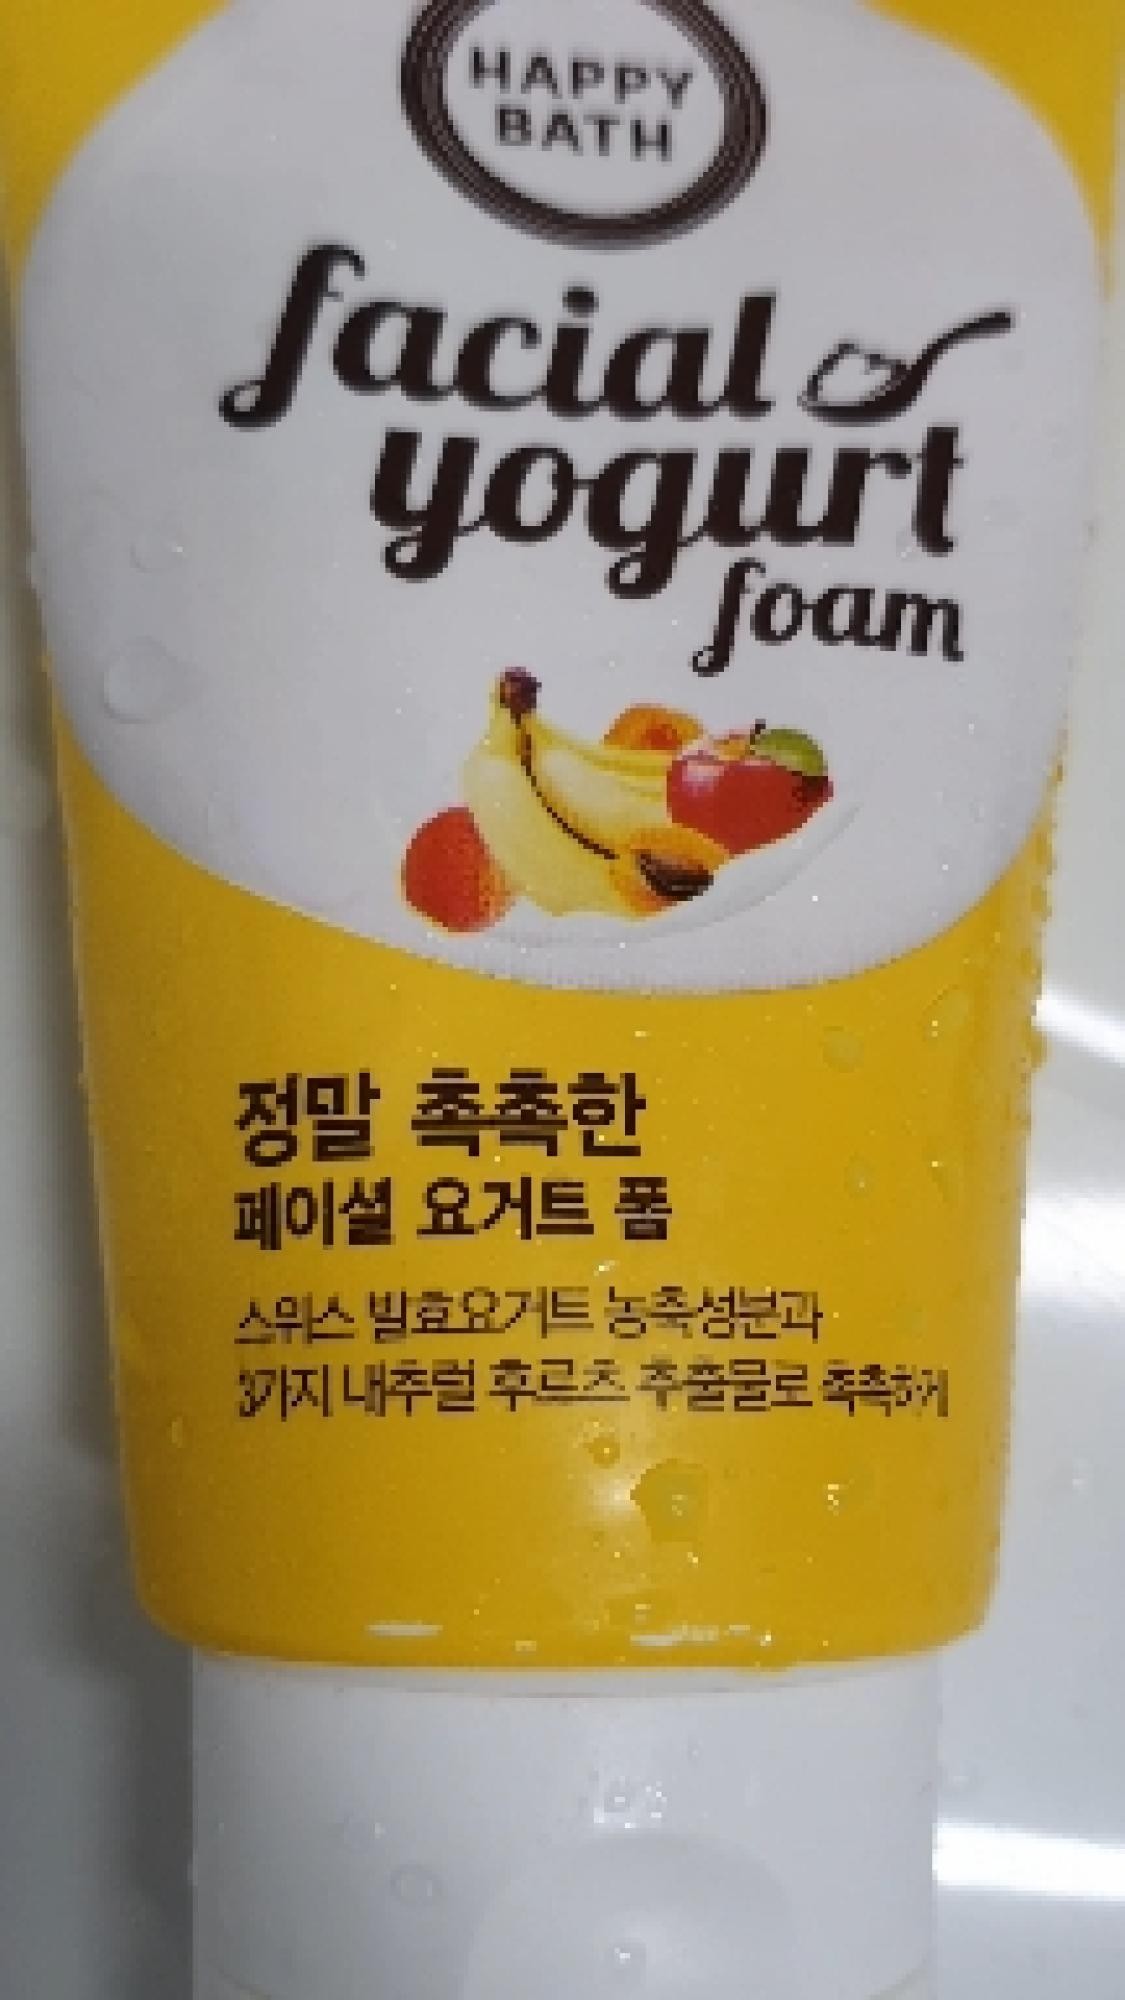 HAPPY
BATH
facial
yogurt
foam
정말 촉촉한
페이셜 요거트 폼
스위스 발효요거트 농축성분과
3가지 내추럴 후르츠 추출물로 촉촉하게